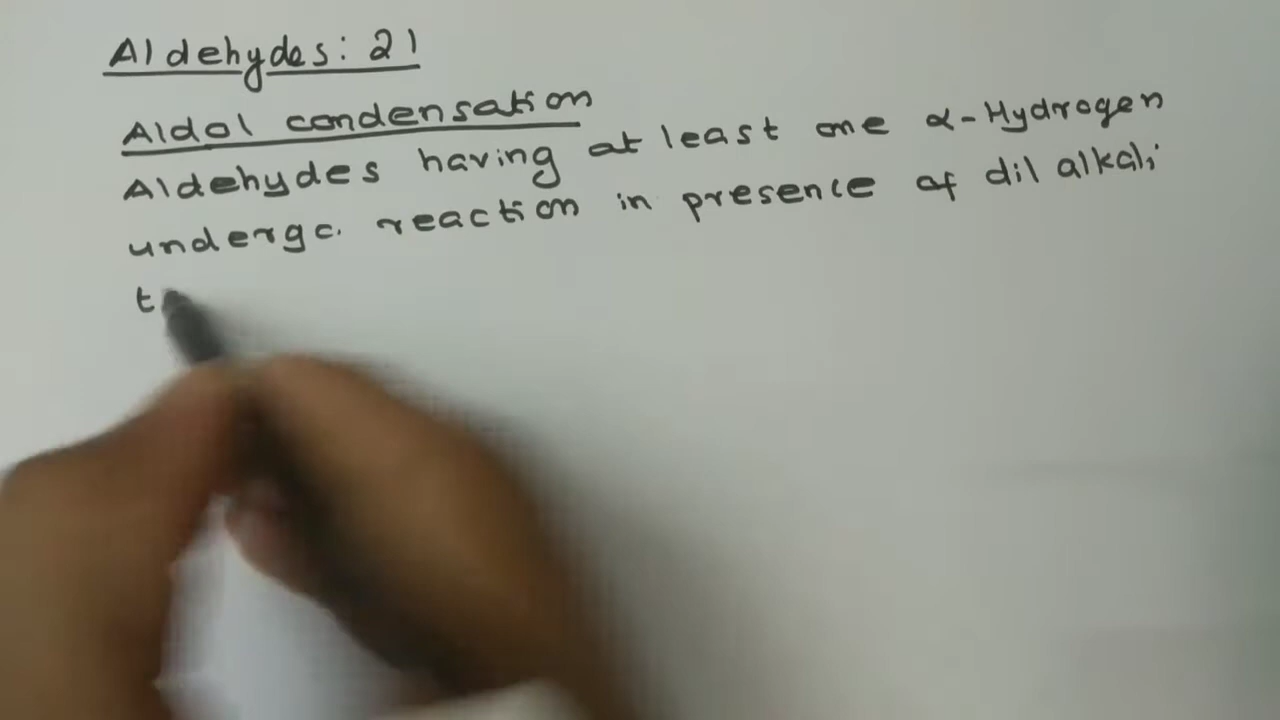 Aldehydes: 21
Aldol condensation
Aldehydes having at least one α-Hydrogen
undergo reaction in presence of dil alkali
t